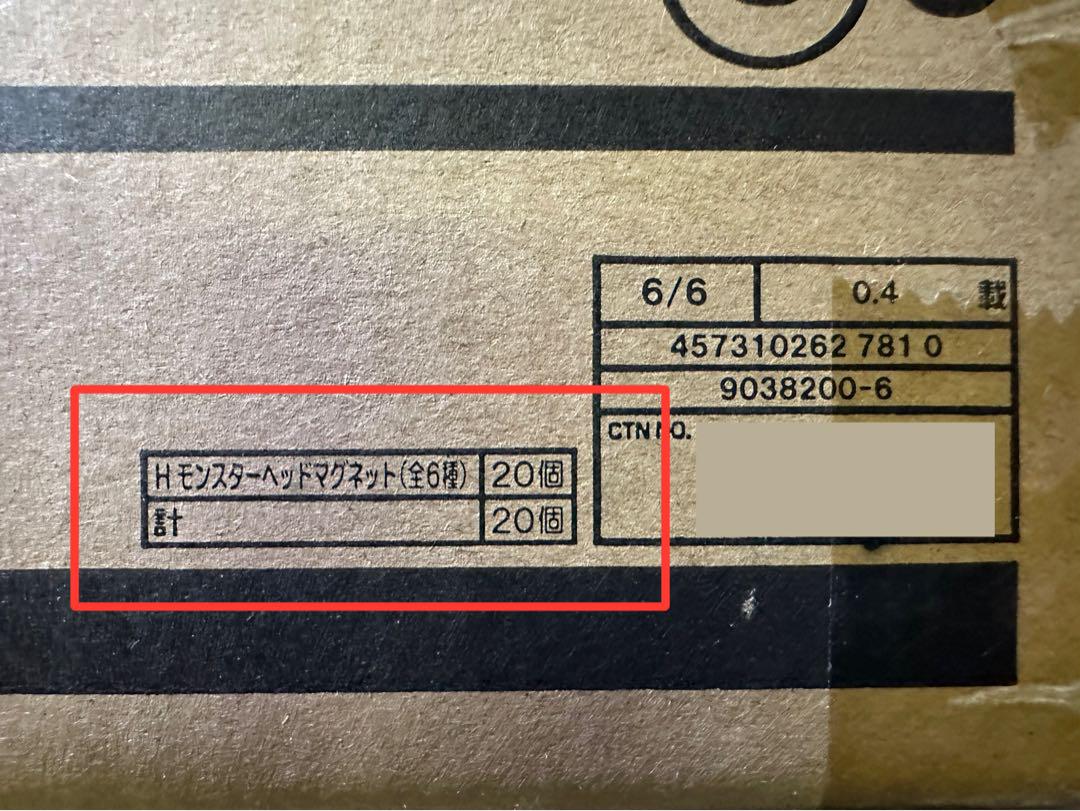 6/6 0.4 載
457310262 781 0
9038200-6
CTN NO.
H モンスターヘッドマグネット(全6種) 20個
計 20個